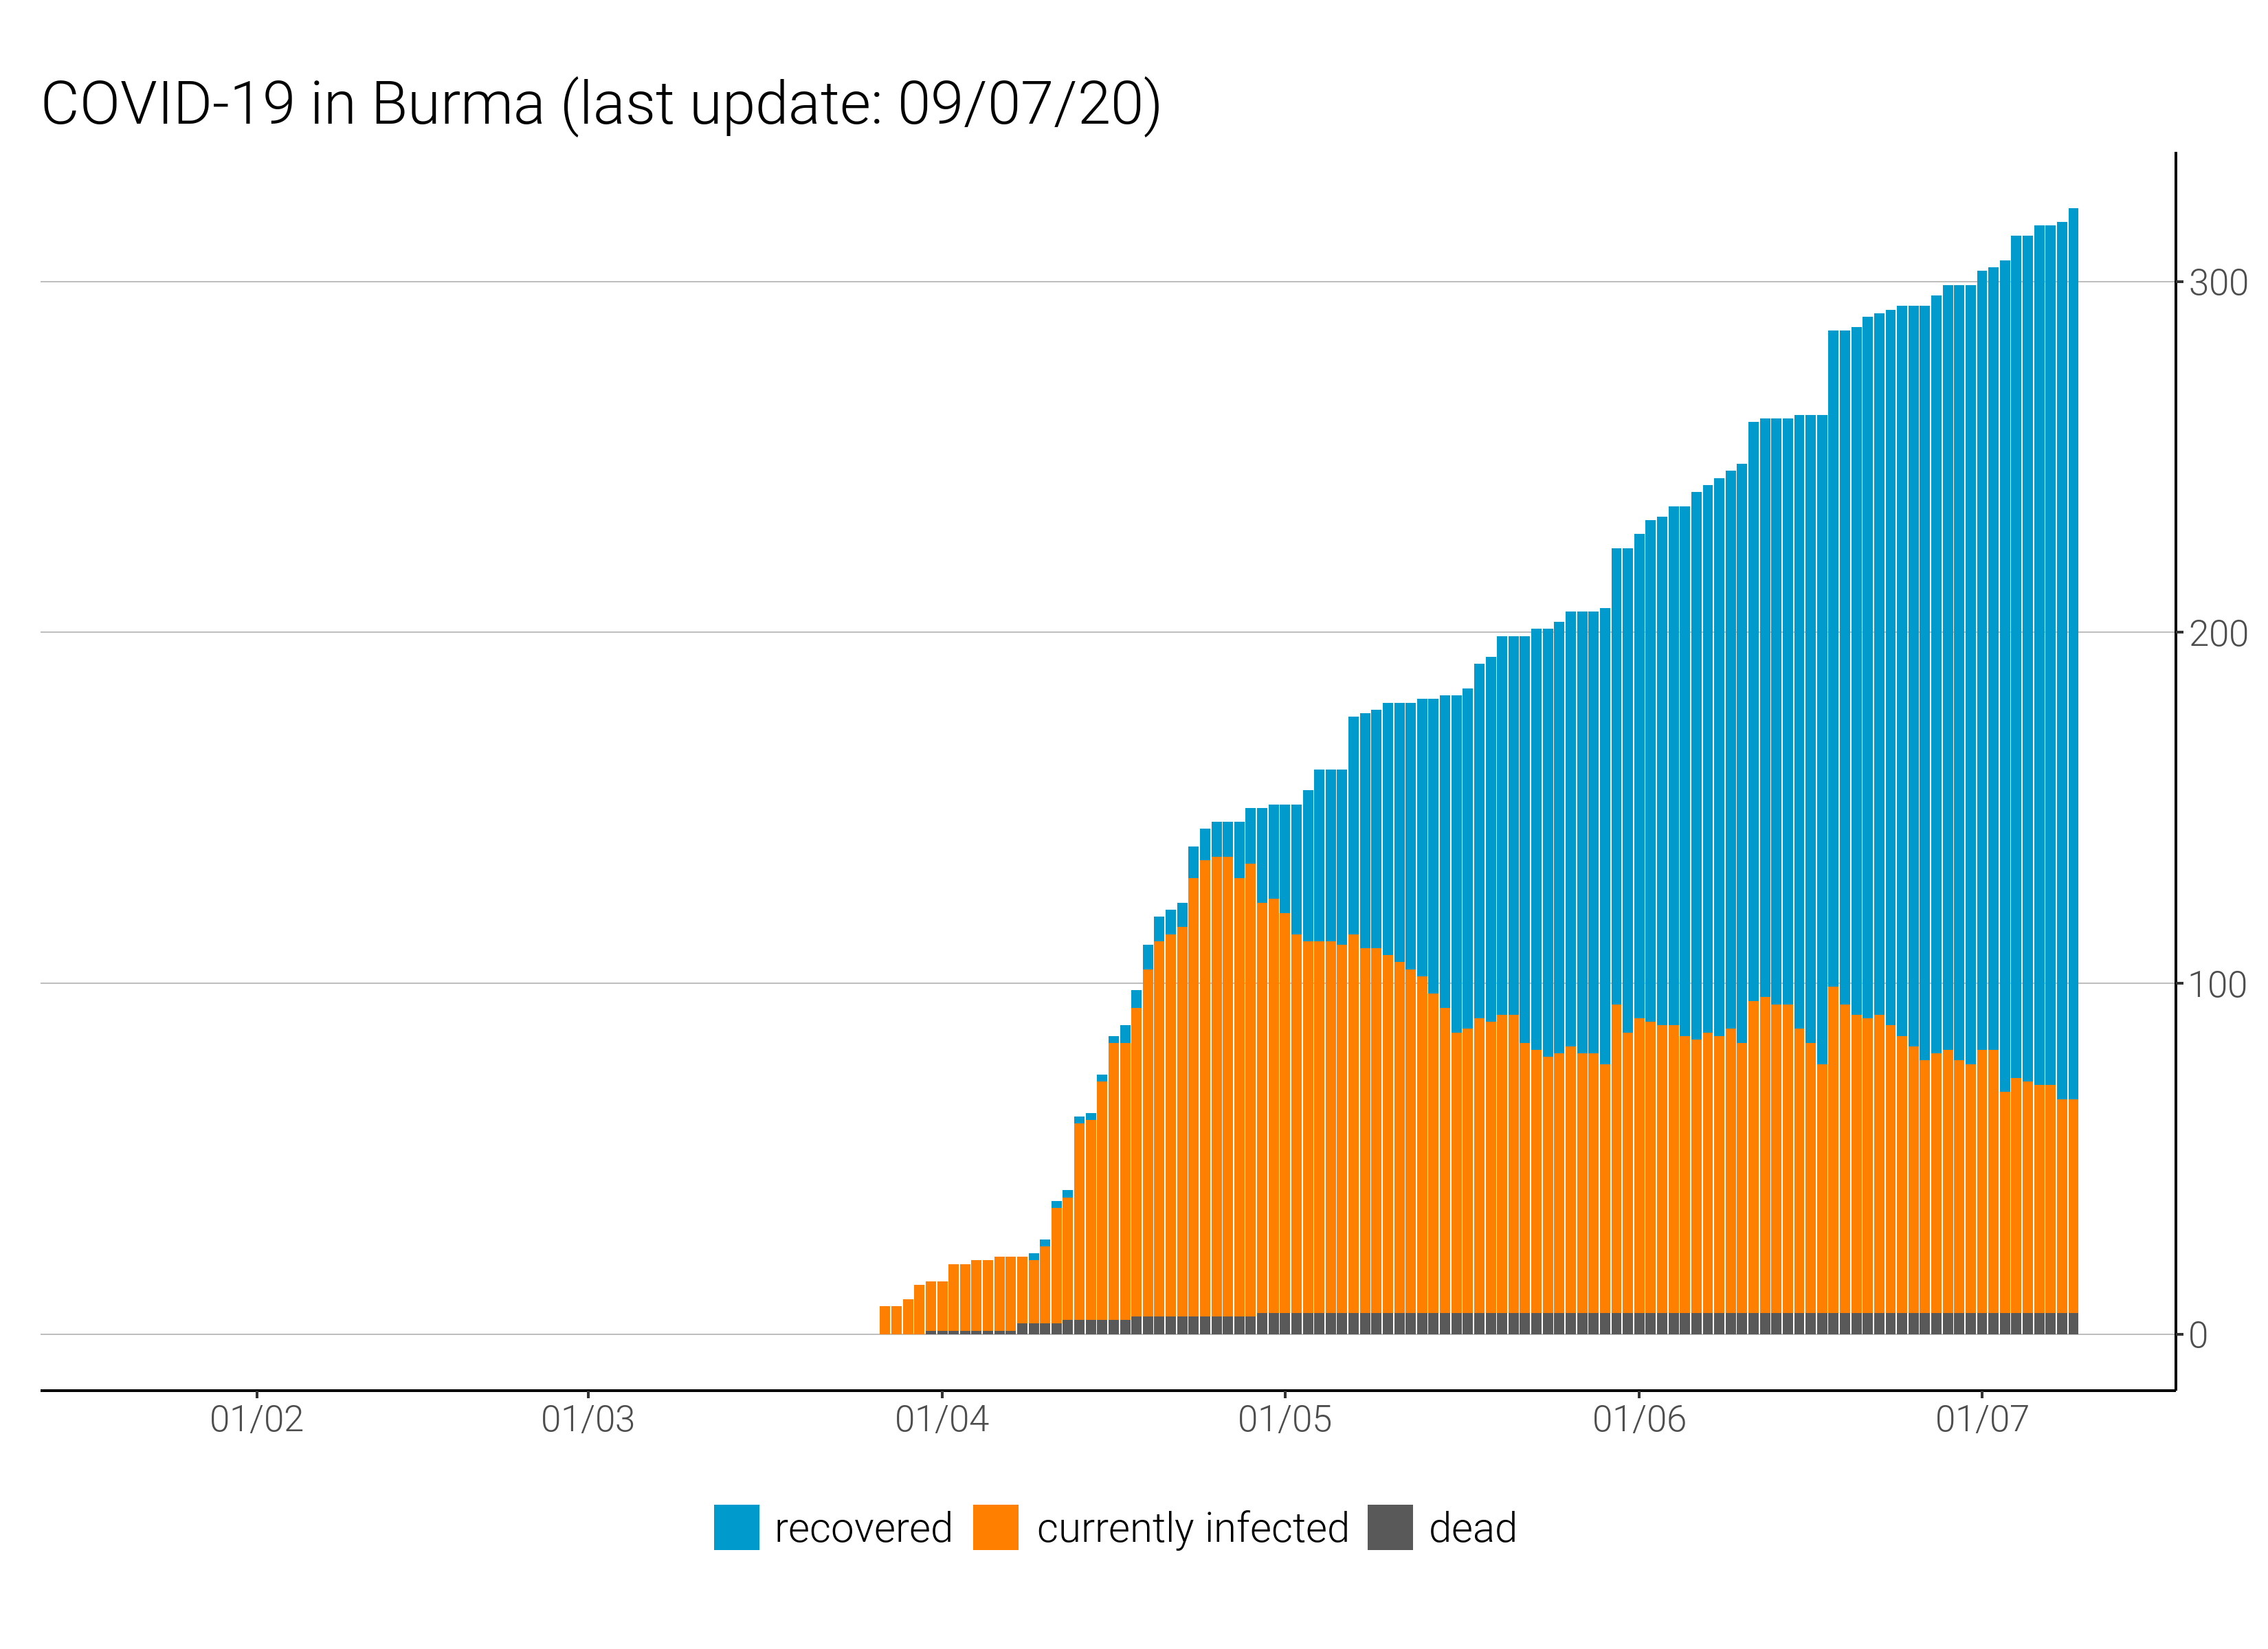 COVID-19 in Burma (last update: 09/07/20)
300
200
100
0
01/02 01/03 01/04 01/05 01/06 01/07
recovered currently infected dead